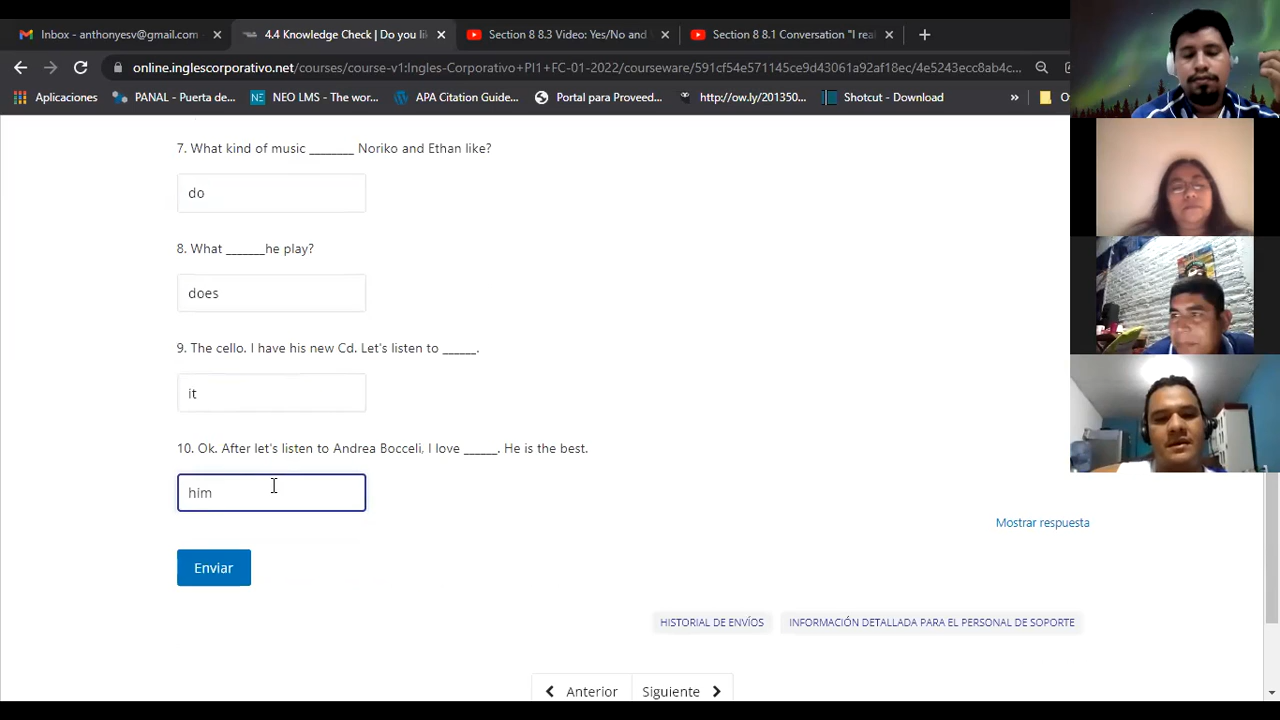 Inbox - anthonyesv@gmail.com
4.4 Knowledge Check | Do you li
Section 8 8.3 Video: Yes/No and
Section 8 8.1 Conversation "I real
online.inglescorporativo.net/courses/course-v1:Ingles-Corporativo+PI1+FC-01-2022/courseware/591cf54e571145ce9d43061a92af18ec/4e5243ecc8ab4c...
Aplicaciones
PANAL - Puerta de...
NEO LMS - The wor...
APA Citation Guide...
Portal para Proveed...
http://ow.ly/201350...
Shotcut - Download
»
7. What kind of music ________ Noriko and Ethan like?
do
8. What _______he play?
does
9. The cello. I have his new Cd. Let's listen to ______.
it
10. Ok. After let's listen to Andrea Bocceli, I love ______. He is the best.
him
Mostrar respuesta
Enviar
HISTORIAL DE ENVÍOS
INFORMACIÓN DETALLADA PARA EL PERSONAL DE SOPORTE
Anterior
Siguiente